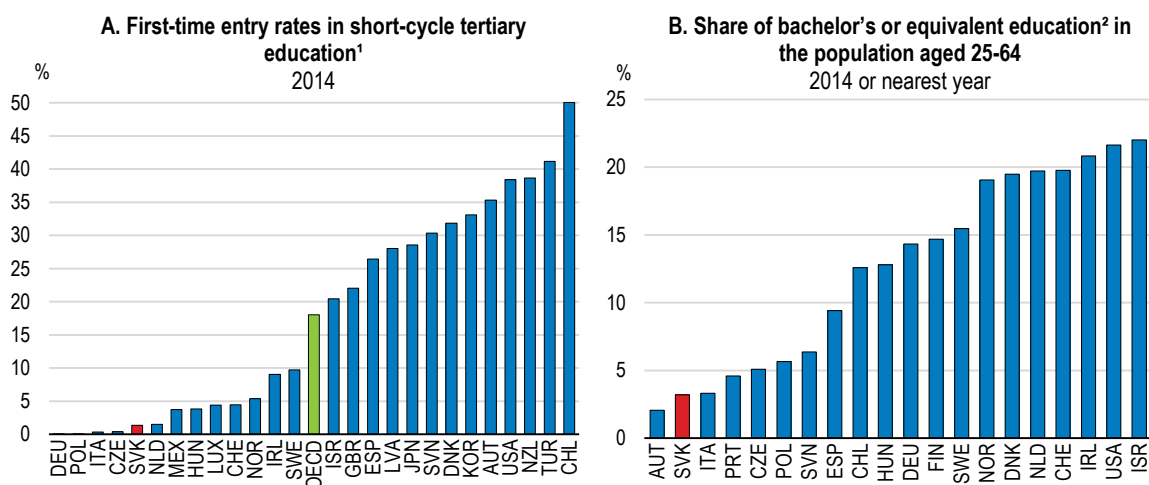 A. First-time entry rates in short-cycle tertiary
education¹
2014
%
50
45
40
35
30
25
20
15
10
5
0
DEU
POL
ITA
CZE
SVK
NLD
MEX
HUN
LUX
CHE
NOR
IRL
SWE
OECD
ISR
GBR
ESP
LVA
JPN
SVN
DNK
KOR
AUT
USA
NZL
TUR
CHL
B. Share of bachelor's or equivalent education² in
the population aged 25-64
2014 or nearest year
%
25
20
15
10
5
0
AUT
SVK
ITA
PRT
CZE
POL
SVN
ESP
CHL
HUN
DEU
FIN
SWE
NOR
DNK
NLD
CHE
IRL
USA
ISR